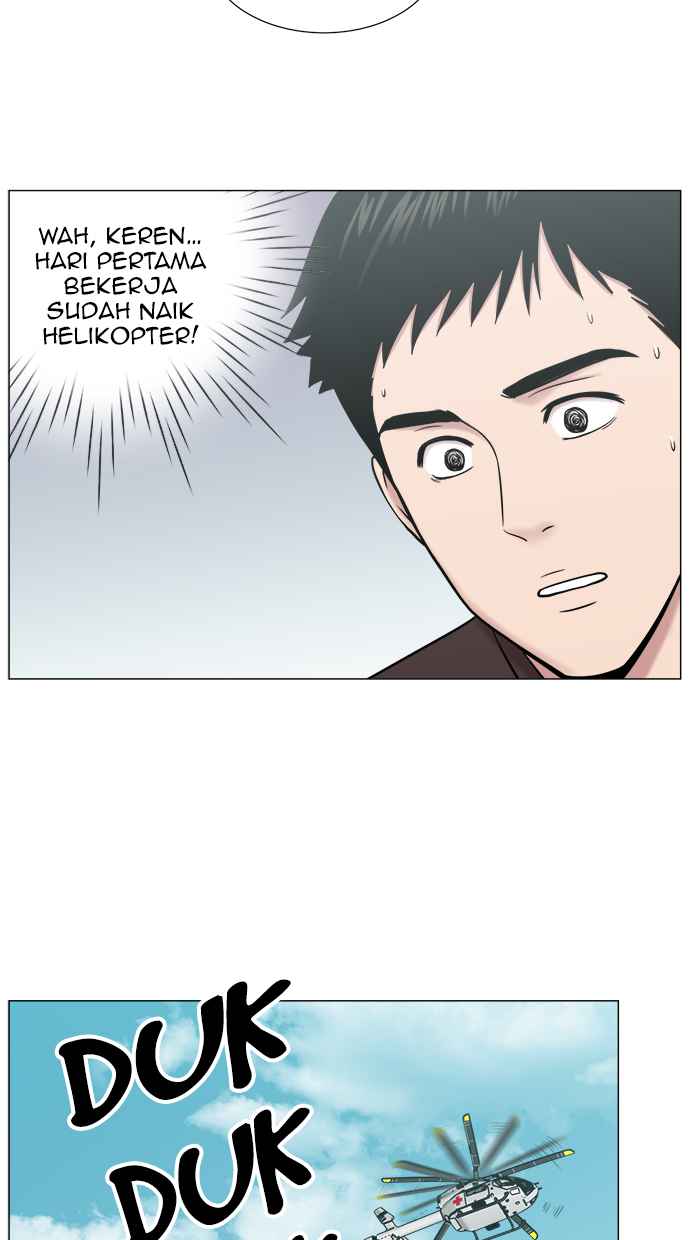 WAH, KEREN...
HARI PERTAMA
BEKERJA
SUDAH NAIK
HELIKOPTER!
DUK
DUK